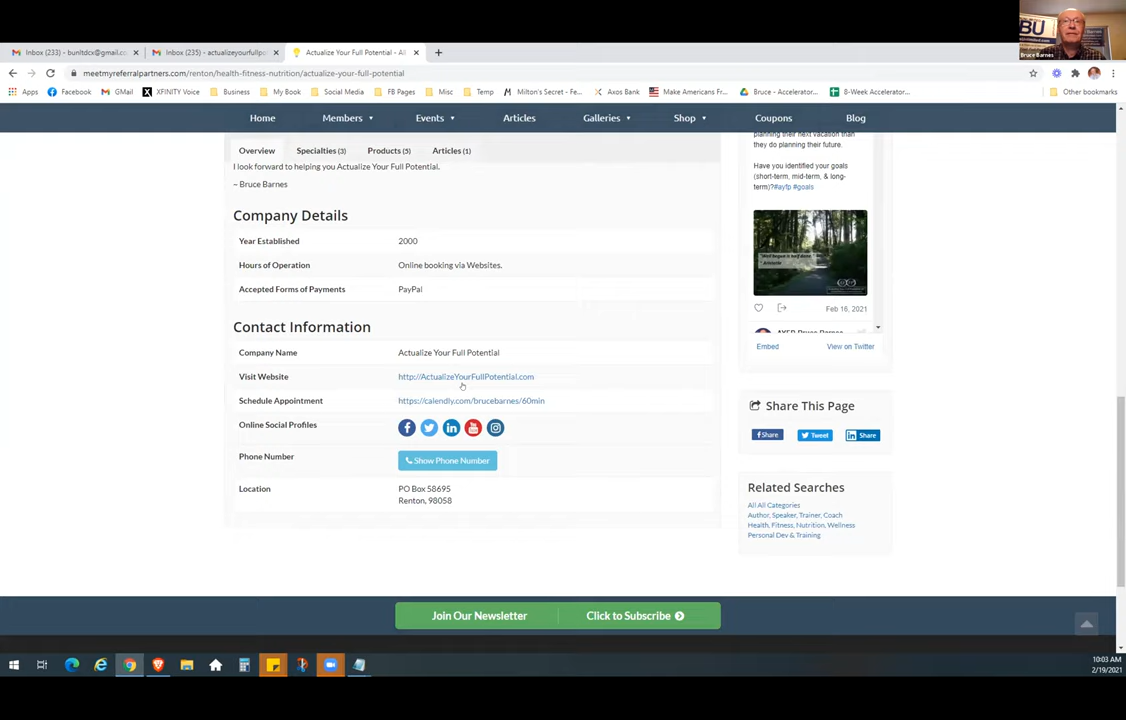 BU
Bruce Barnes
Inbox (233) - bunitdcx@gmail.co
Inbox (235) - actualizeyourfullpo
Actualize Your Full Potential - Al
meetmyreferralpartners.com/renton/health-fitness-nutrition/actualize-your-full-potential
Apps Facebook GMail XFINITY Voice Business My Book Social Media FB Pages Misc Temp Milton's Secret - Fe... Axos Bank Make Americans Fr... Bruce - Accelerator... 8-Week Accelerator... Other bookmarks
Home Members Events Articles Galleries Shop Coupons Blog
Overview Specialties (3) Products (5) Articles (1)
I look forward to helping you Actualize Your Full Potential.
~ Bruce Barnes
Company Details
Year Established 2000
Hours of Operation Online booking via Websites.
Accepted Forms of Payments PayPal
Contact Information
Company Name Actualize Your Full Potential
Visit Website http://ActualizeYourFullPotential.com
Schedule Appointment https://calendly.com/brucebarnes/60min
Online Social Profiles
Phone Number Show Phone Number
Location PO Box 58695
Renton, 98058
planning their next vacation than
they do planning their future.
Have you identified your goals
(short-term, mid-term, & long-
term)?#ayfp #goals
Feb 16, 2021
AYFP Bruce Barnes
Embed View on Twitter
Share This Page
Share Tweet Share
Related Searches
All All Categories
Author, Speaker, Trainer, Coach
Health, Fitness, Nutrition, Wellness
Personal Dev & Training
Join Our Newsletter Click to Subscribe
10:03 AM
2/19/2021